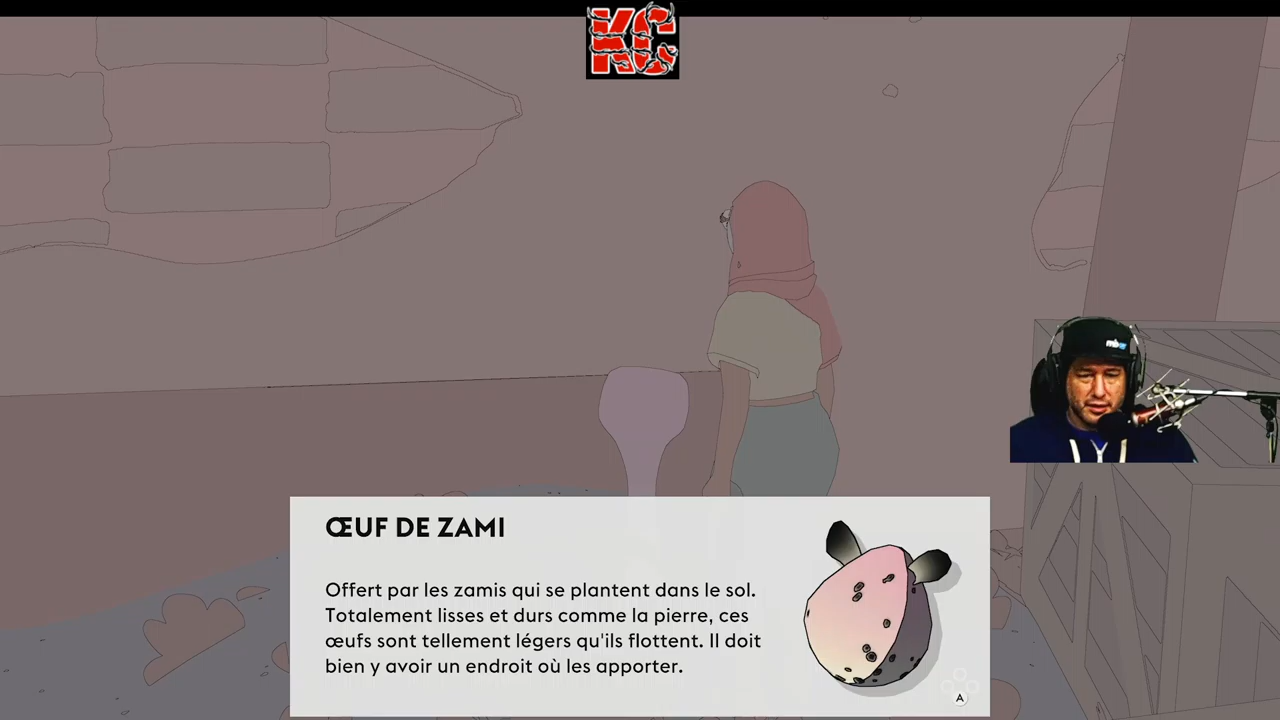 KC
ŒUF DE ZAMI
Offert par les zamis qui se plantent dans le sol.
Totalement lisses et durs comme la pierre, ces
œufs sont tellement légers qu'ils flottent. Il doit
bien y avoir un endroit où les apporter.
A